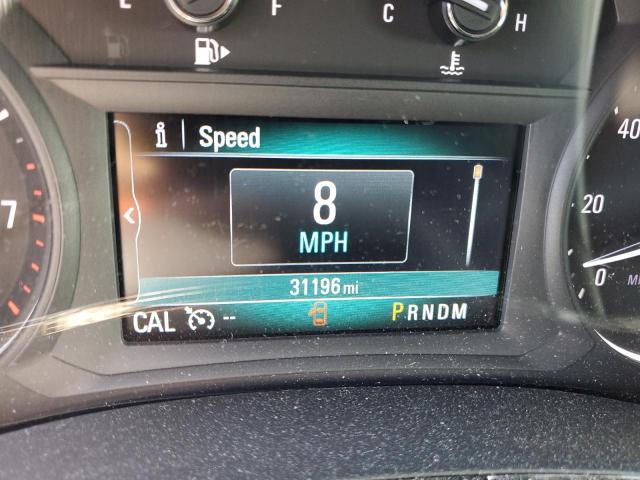 E F C H
i Speed
8
MPH
31196 mi
CAL -- PRNDM
7
40
20
0